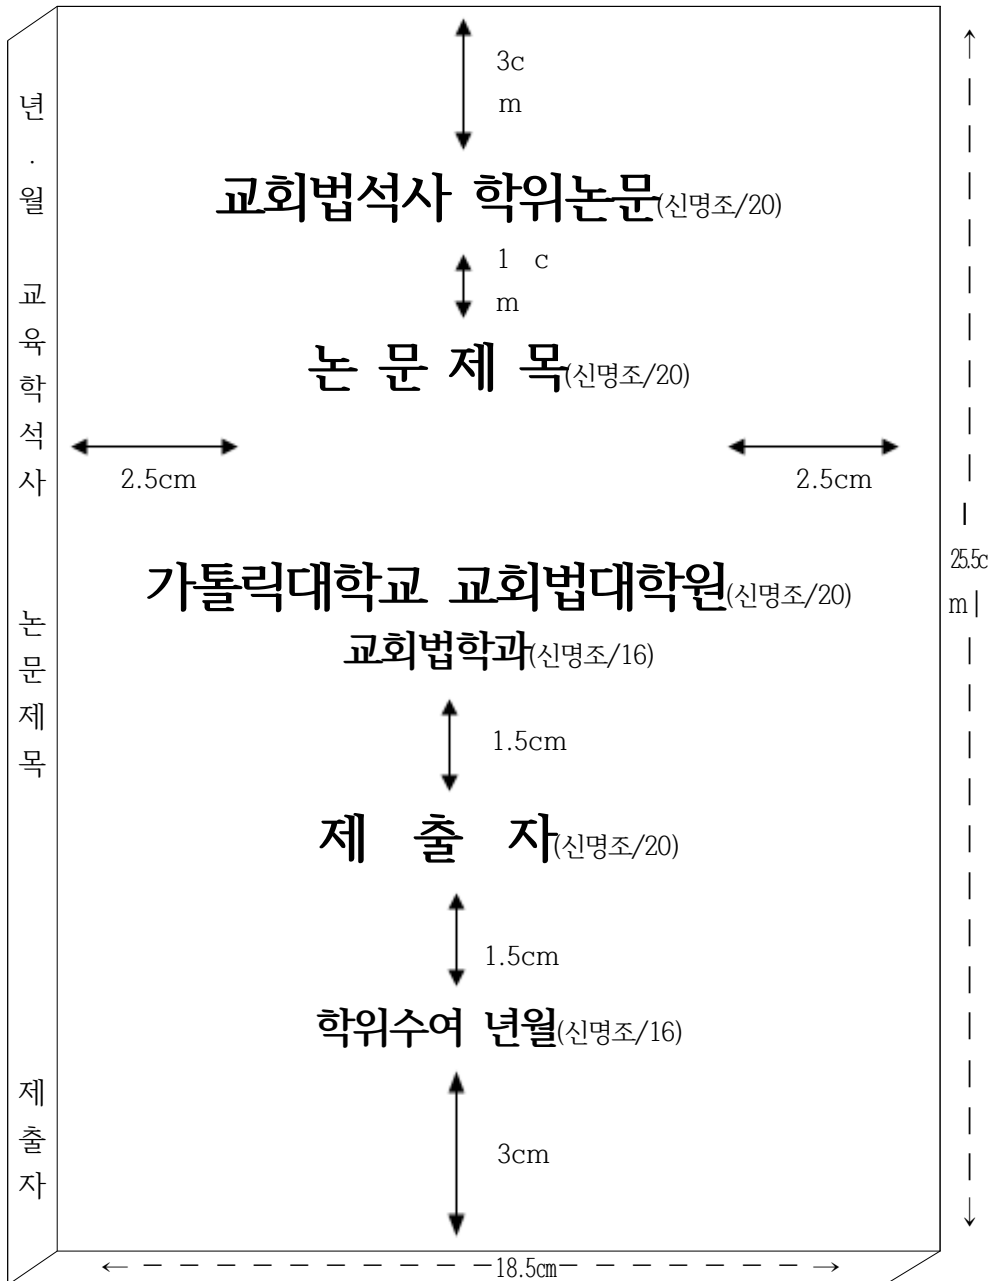 3c
m
교회법석사 학위논문(신명조/20)
1 c
m
논 문 제 목(신명조/20)
2.5cm
2.5cm
가톨릭대학교 교회법대학원(신명조/20)
교회법학과(신명조/16)
1.5cm
제 출 자(신명조/20)
1.5cm
학위수여 년월(신명조/16)
3cm
18.5cm
25.5c
m
년
·
월
교
육
학
석
사
논
문
제
목
제
출
자